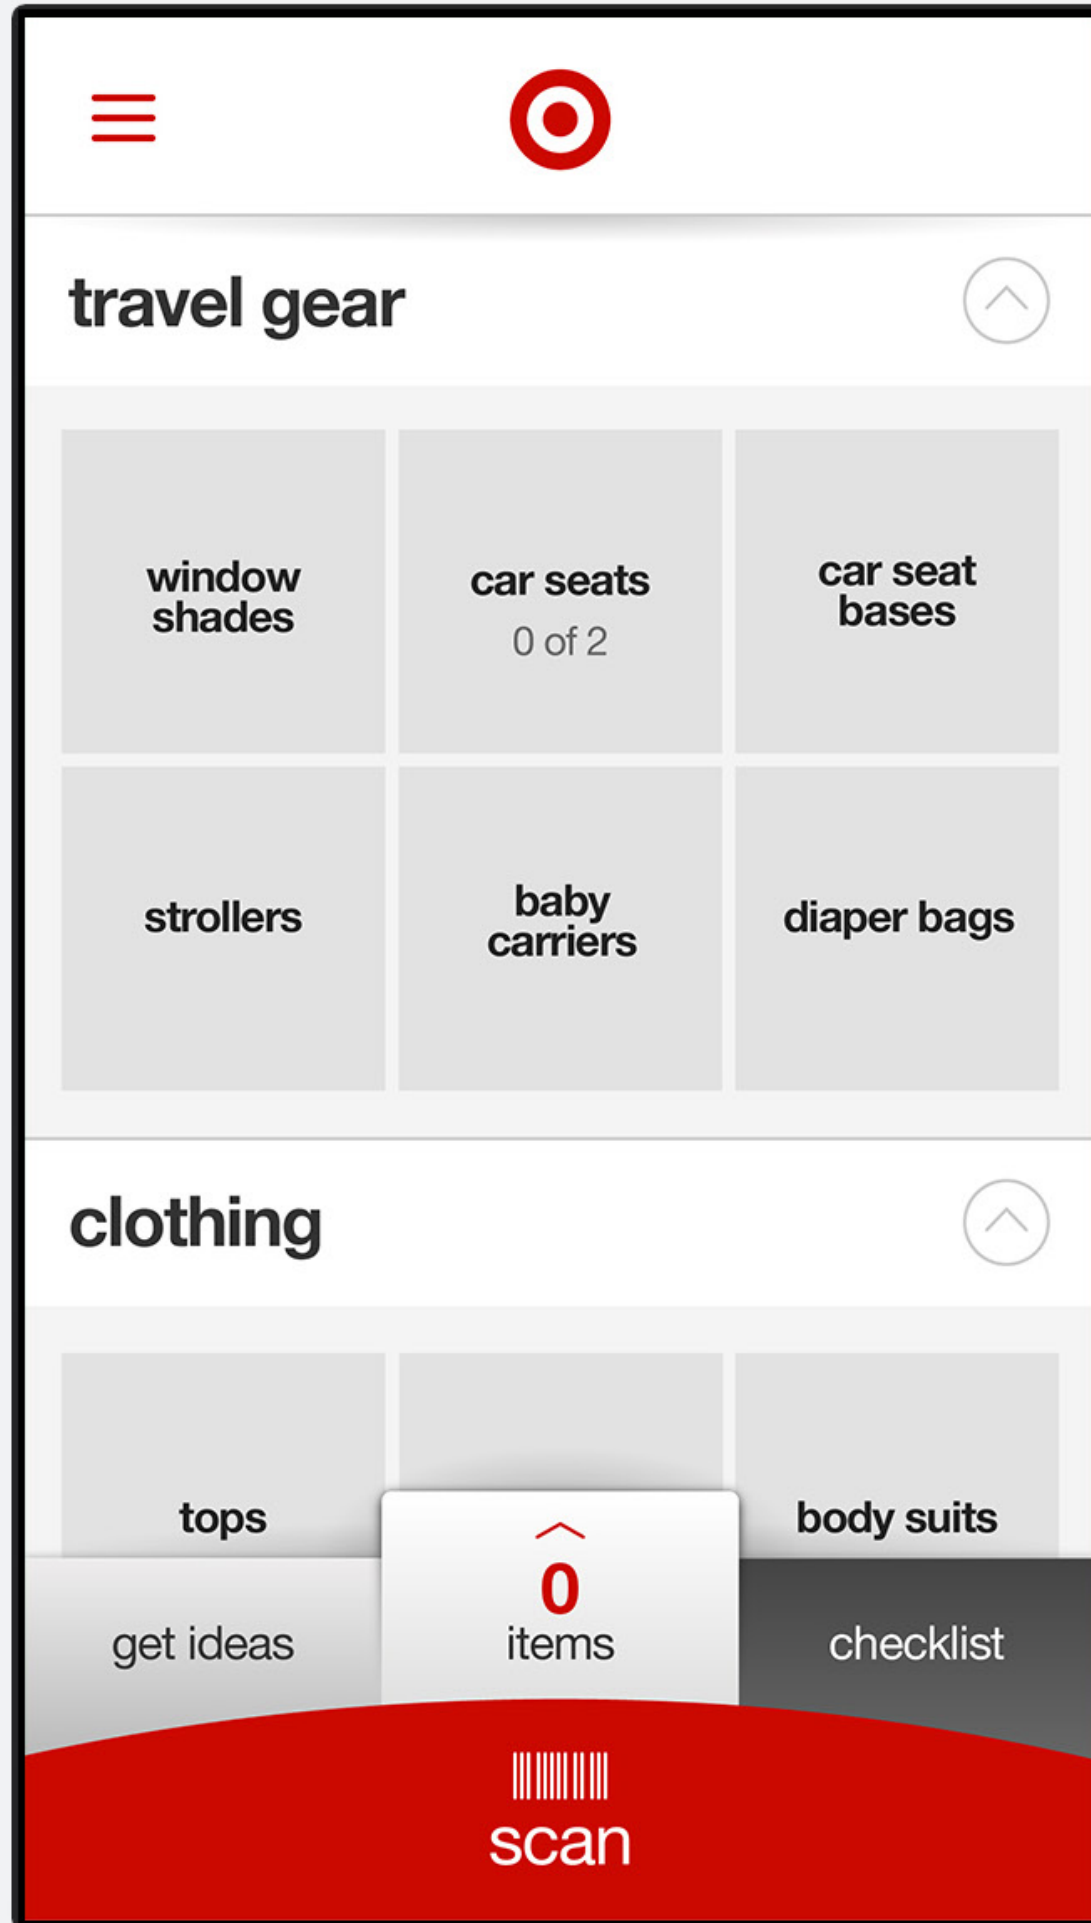 travel gear
window
shades
car seats
0 of 2
car seat
bases
strollers
baby
carriers
diaper bags
clothing
tops
body suits
get ideas
0
items
checklist
scan